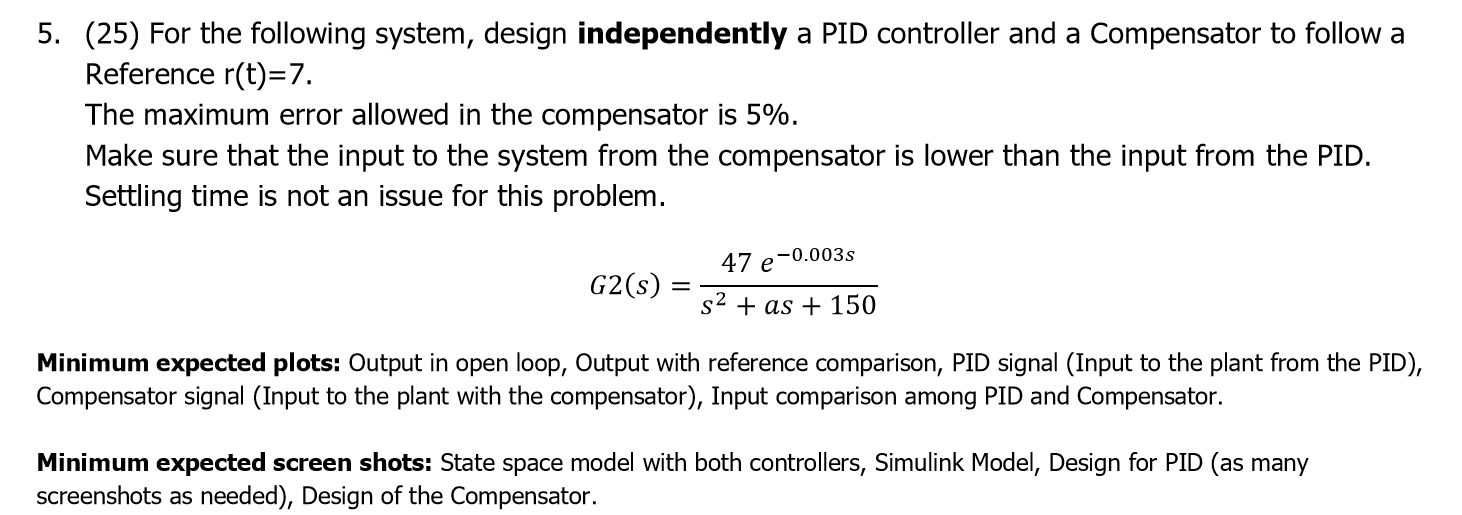 5. (25) For the following system, design independently a PID controller and a Compensator to follow a
Reference r(t)=7.
The maximum error allowed in the compensator is 5%.
Make sure that the input to the system from the compensator is lower than the input from the PID.
Settling time is not an issue for this problem.
G2(s) = \frac{47 e^{-0.003s}}{s^2 + as + 150}
Minimum expected plots: Output in open loop, Output with reference comparison, PID signal (Input to the plant from the PID),
Compensator signal (Input to the plant with the compensator), Input comparison among PID and Compensator.
Minimum expected screen shots: State space model with both controllers, Simulink Model, Design for PID (as many
screenshots as needed), Design of the Compensator.